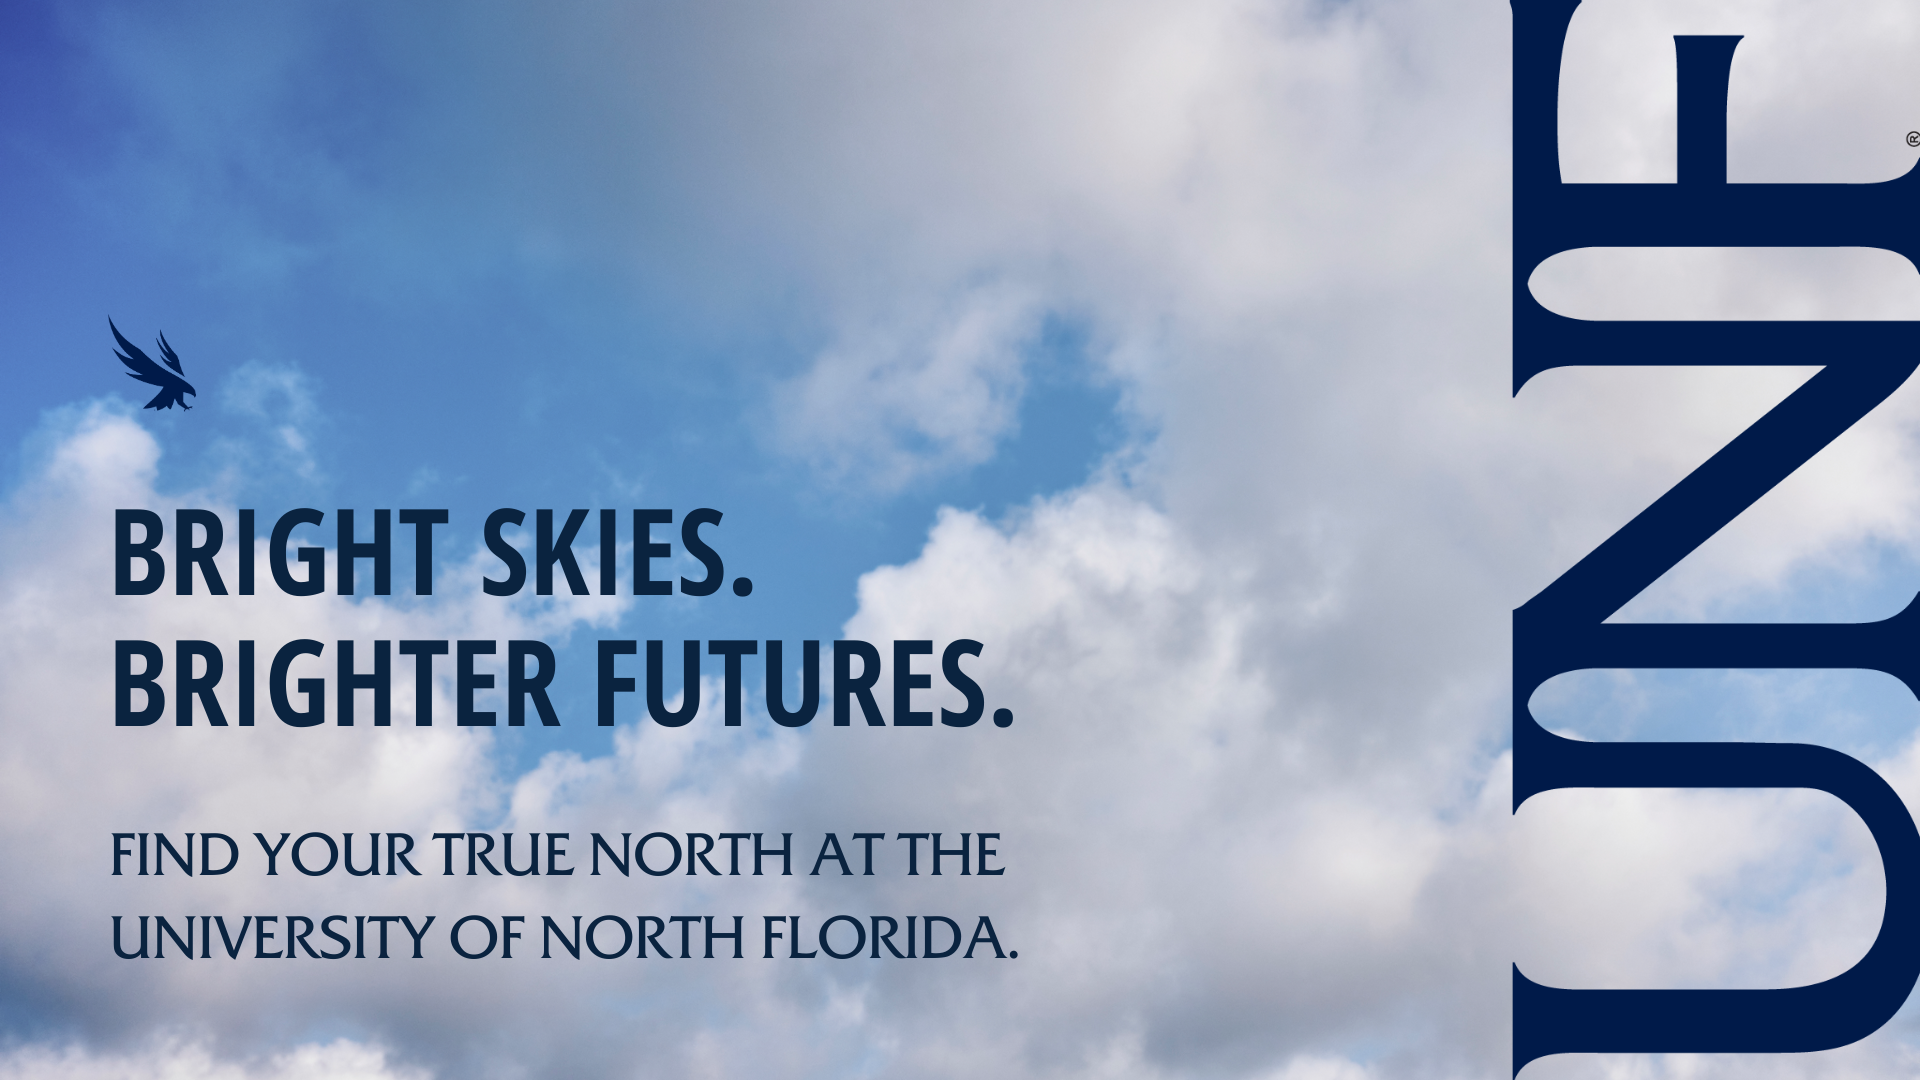 BRIGHT SKIES.
BRIGHTER FUTURES.
FIND YOUR TRUE NORTH AT THE
UNIVERSITY OF NORTH FLORIDA.
UNF®